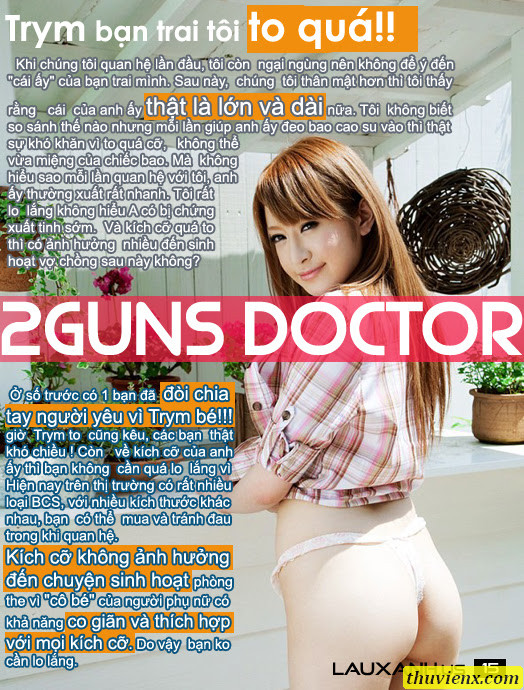 Trym bạn trai tôi to quá!!
Khi chúng tôi quan hệ lần đầu, tôi còn ngại ngùng nên không để ý đến
"cái ấy" của bạn trai mình. Sau này, chúng tôi thân mật hơn thì tôi thấy
rằng cái của anh ấy thật là lớn và dài nữa. Tôi không biết
so sánh thế nào nhưng mỗi lần giúp anh ấy đeo bao cao su vào thì thật
sự khó khăn vì to quá cỡ, không thể
vừa miệng của chiếc bao. Mà không
hiểu sao mỗi lần quan hệ với tôi, anh
ấy thường xuất rất nhanh. Tôi rất
lo lắng không hiểu A có bị chứng
xuất tinh sớm. Và kích cỡ quá to
thì có ảnh hưởng nhiều đến sinh
hoạt vợ chồng sau này không?
2GUNS DOCTOR
Ở số trước có 1 bạn đã đòi chia
tay người yêu vì Trym bé!!!
giờ. Trym to cũng kêu, các bạn thật
khó chiều ! Còn về kích cỡ của anh
ấy thì bạn không cần quá lo lắng vì
Hiện nay trên thị trường có rất nhiều
loại BCS, với nhiều kích thước khác
nhau, bạn có thể mua và tránh đau
trong khi quan hệ.
Kích cỡ không ảnh hưởng
đến chuyện sinh hoạt phòng
the vì "cô bé" của người phụ nữ có
khả năng co giãn và thích hợp
với mọi kích cỡ. Do vậy bạn ko
cần lo lắng.
LAUXANH.US 15
thuvienx.com